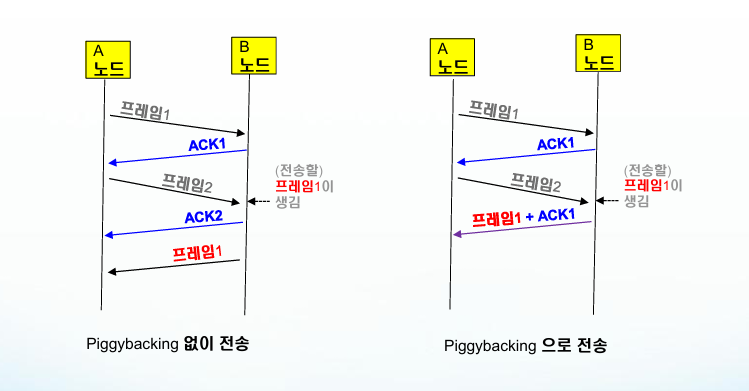 A
노드
B
노드
프레임1
ACK1
프레임2
(전송할)
프레임1이
생김
ACK2
프레임1
Piggybacking 없이 전송
A
노드
B
노드
프레임1
ACK1
프레임2
(전송할)
프레임1이
생김
프레임1 + ACK1
Piggybacking 으로 전송